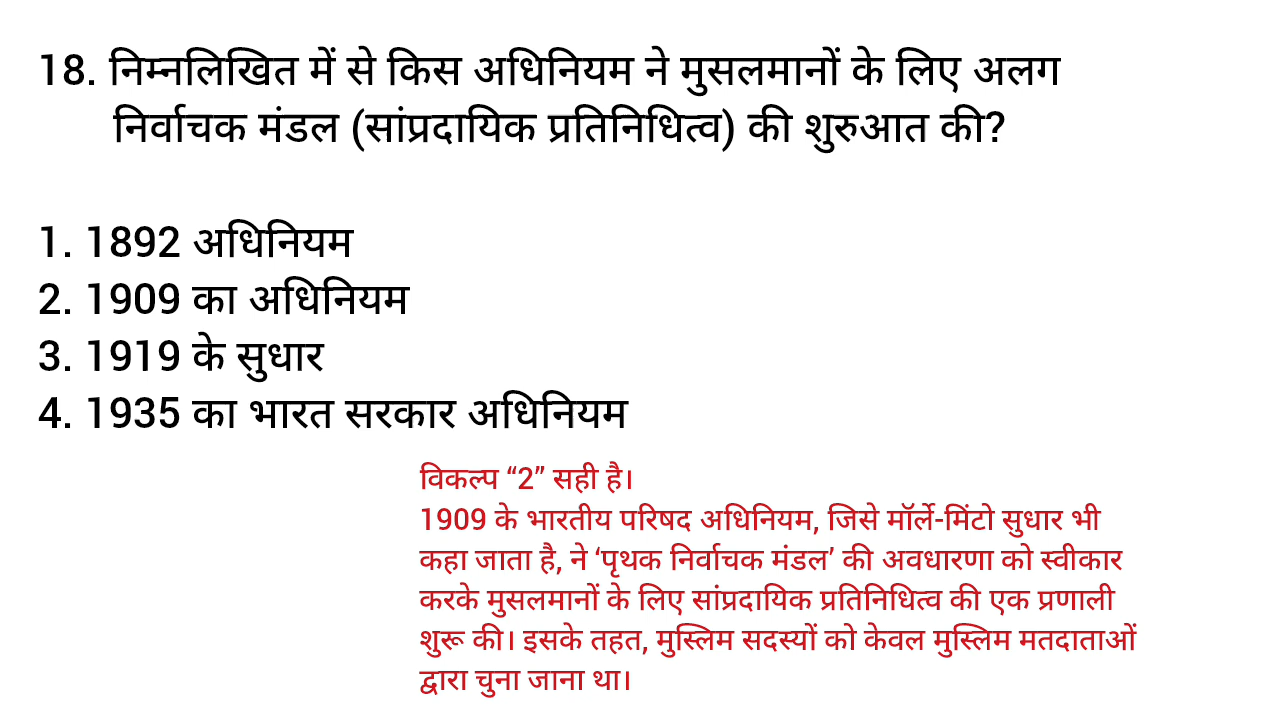 18. निम्नलिखित में से किस अधिनियम ने मुसलमानों के लिए अलग
निर्वाचक मंडल (सांप्रदायिक प्रतिनिधित्व) की शुरुआत की?
1. 1892 अधिनियम
2. 1909 का अधिनियम
3. 1919 के सुधार
4. 1935 का भारत सरकार अधिनियम
विकल्प “2” सही है।
1909 के भारतीय परिषद अधिनियम, जिसे मॉर्ले-मिंटो सुधार भी
कहा जाता है, ने ‘पृथक निर्वाचक मंडल’ की अवधारणा को स्वीकार
करके मुसलमानों के लिए सांप्रदायिक प्रतिनिधित्व की एक प्रणाली
शुरू की। इसके तहत, मुस्लिम सदस्यों को केवल मुस्लिम मतदाताओं
द्वारा चुना जाना था।